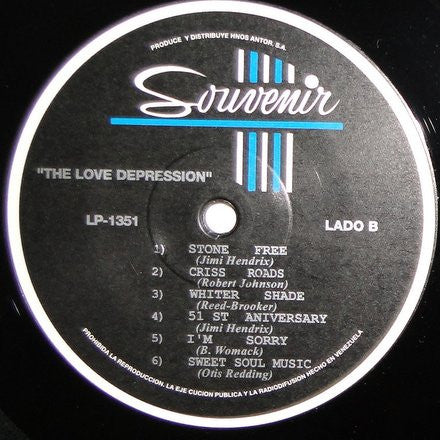 PRODUCE Y DISTRIBUYE HNOS ANTOR. S.A.
Souvenir
"THE LOVE DEPRESSION"
LP-1351
LADO B
1) STONE FREE
(Jimi Hendrix)
2) CRISS ROADS
(Robert Johnson)
3) WHITER SHADE
(Reed-Brooker)
4) 51 ST ANIVERSARY
(Jimi Hendrix)
5) I'M SORRY
(B. Womack)
6) SWEET SOUL MUSIC
(Otis Redding)
PROHIBIDA LA REPRODUCCION. LA EJE CUCION PUBLICA Y LA RADIODIFUSION HECHO EN VENEZUELA